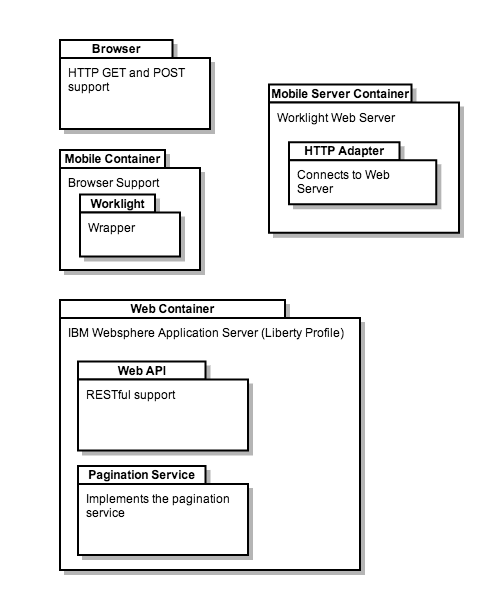 Browser
HTTP GET and POST
support
Mobile Server Container
Worklight Web Server
HTTP Adapter
Connects to Web
Server
Mobile Container
Browser Support
Worklight
Wrapper
Web Container
IBM Websphere Application Server (Liberty Profile)
Web API
RESTful support
Pagination Service
Implements the pagination
service